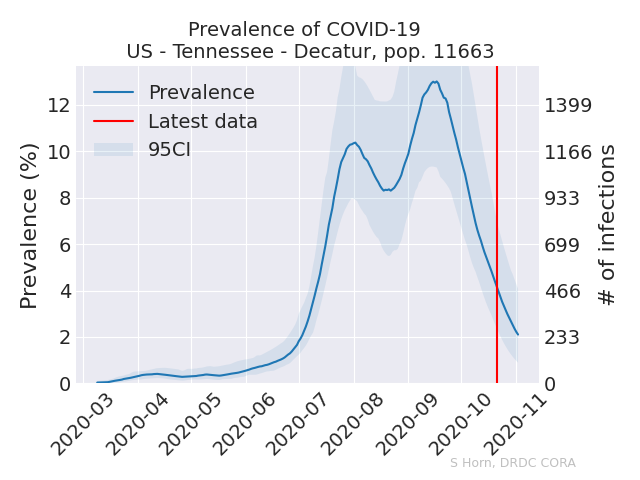 Prevalence of COVID-19
US - Tennessee - Decatur, pop. 11663
Prevalence
Latest data
95CI
Prevalence (%)
0
2
4
6
8
10
12
# of infections
0
233
466
699
933
1166
1399
2020-03
2020-04
2020-05
2020-06
2020-07
2020-08
2020-09
2020-10
2020-11
S Horn, DRDC CORA